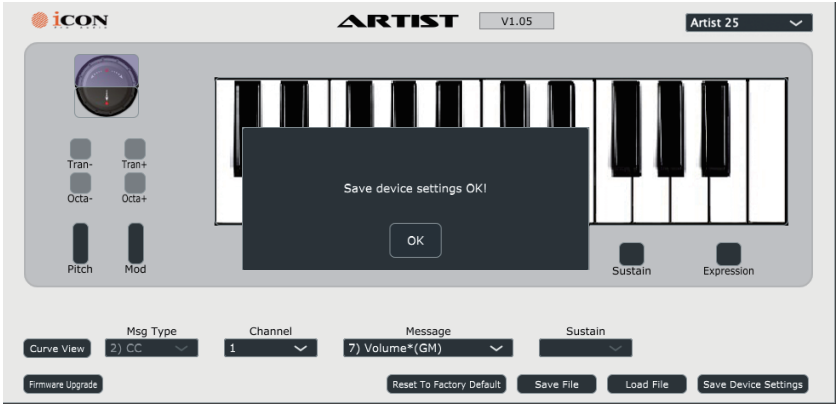 iCON
ARTIST
V1.05
Artist 25
Tran-
Tran+
Octa-
Octa+
Pitch
Mod
Save device settings OK!
OK
Sustain
Expression
Msg Type
Channel
Message
Sustain
Curve View
2) CC
1
7) Volume*(GM)
Firmware Upgrade
Reset To Factory Default
Save File
Load File
Save Device Settings